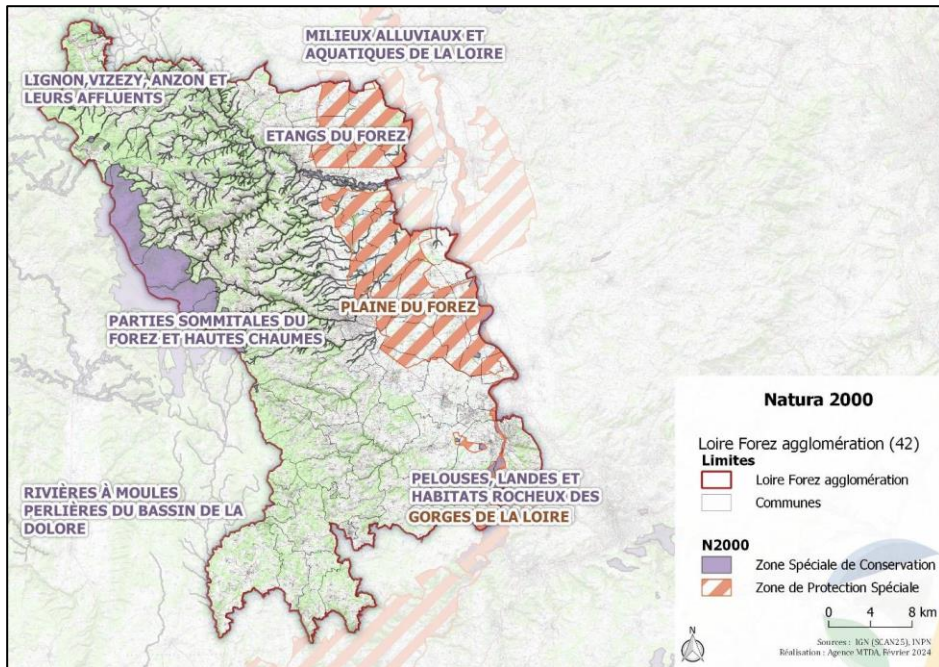 MILIEUX ALLUVIAUX ET
AQUATIQUES DE LA LOIRE
LIGNON,VIZEZY, ANZON ET
LEURS AFFLUENTS
ETANGS DU FOREZ
PLAINE DU FOREZ
PARTIES SOMMITALES DU
FOREZ ET HAUTES CHAUMES
RIVIÈRES À MOULES
PERLIÈRES DU BASSIN DE LA
DOLORE
PELOUSES, LANDES ET
HABITATS ROCHEUX DES
GORGES DE LA LOIRE
Natura 2000
Loire Forez agglomération (42)
Limites
Loire Forez agglomération
Communes
N2000
Zone Spéciale de Conservation
Zone de Protection Spéciale
0 4 8 km
N
Sources : IGN (SCAN25), INPN
Réalisation : Agence MTDA, Février 2024